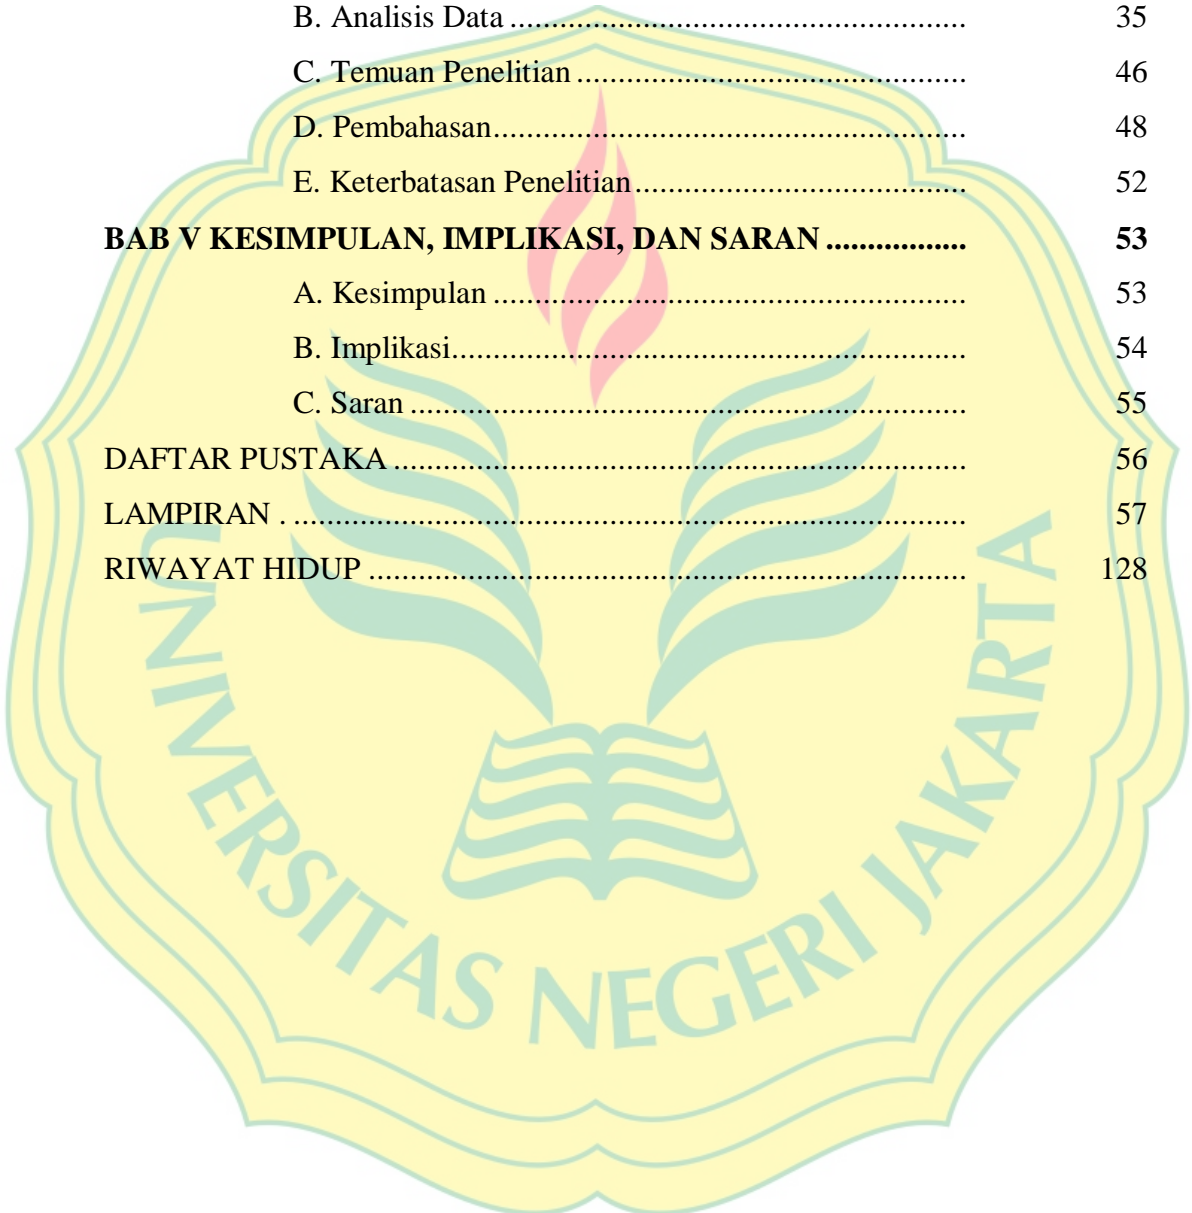 B. Analisis Data ........................................................ 35
C. Temuan Penelitian ................................................ 46
D. Pembahasan.......................................................... 48
E. Keterbatasan Penelitian......................................... 52
BAB V KESIMPULAN, IMPLIKASI, DAN SARAN ................. 53
A. Kesimpulan .......................................................... 53
B. Implikasi............................................................... 54
C. Saran .................................................................... 55
DAFTAR PUSTAKA ...................................................................... 56
LAMPIRAN . .................................................................................. 57
RIWAYAT HIDUP ......................................................................... 128
UNIVERSITAS NEGERI JAKARTA